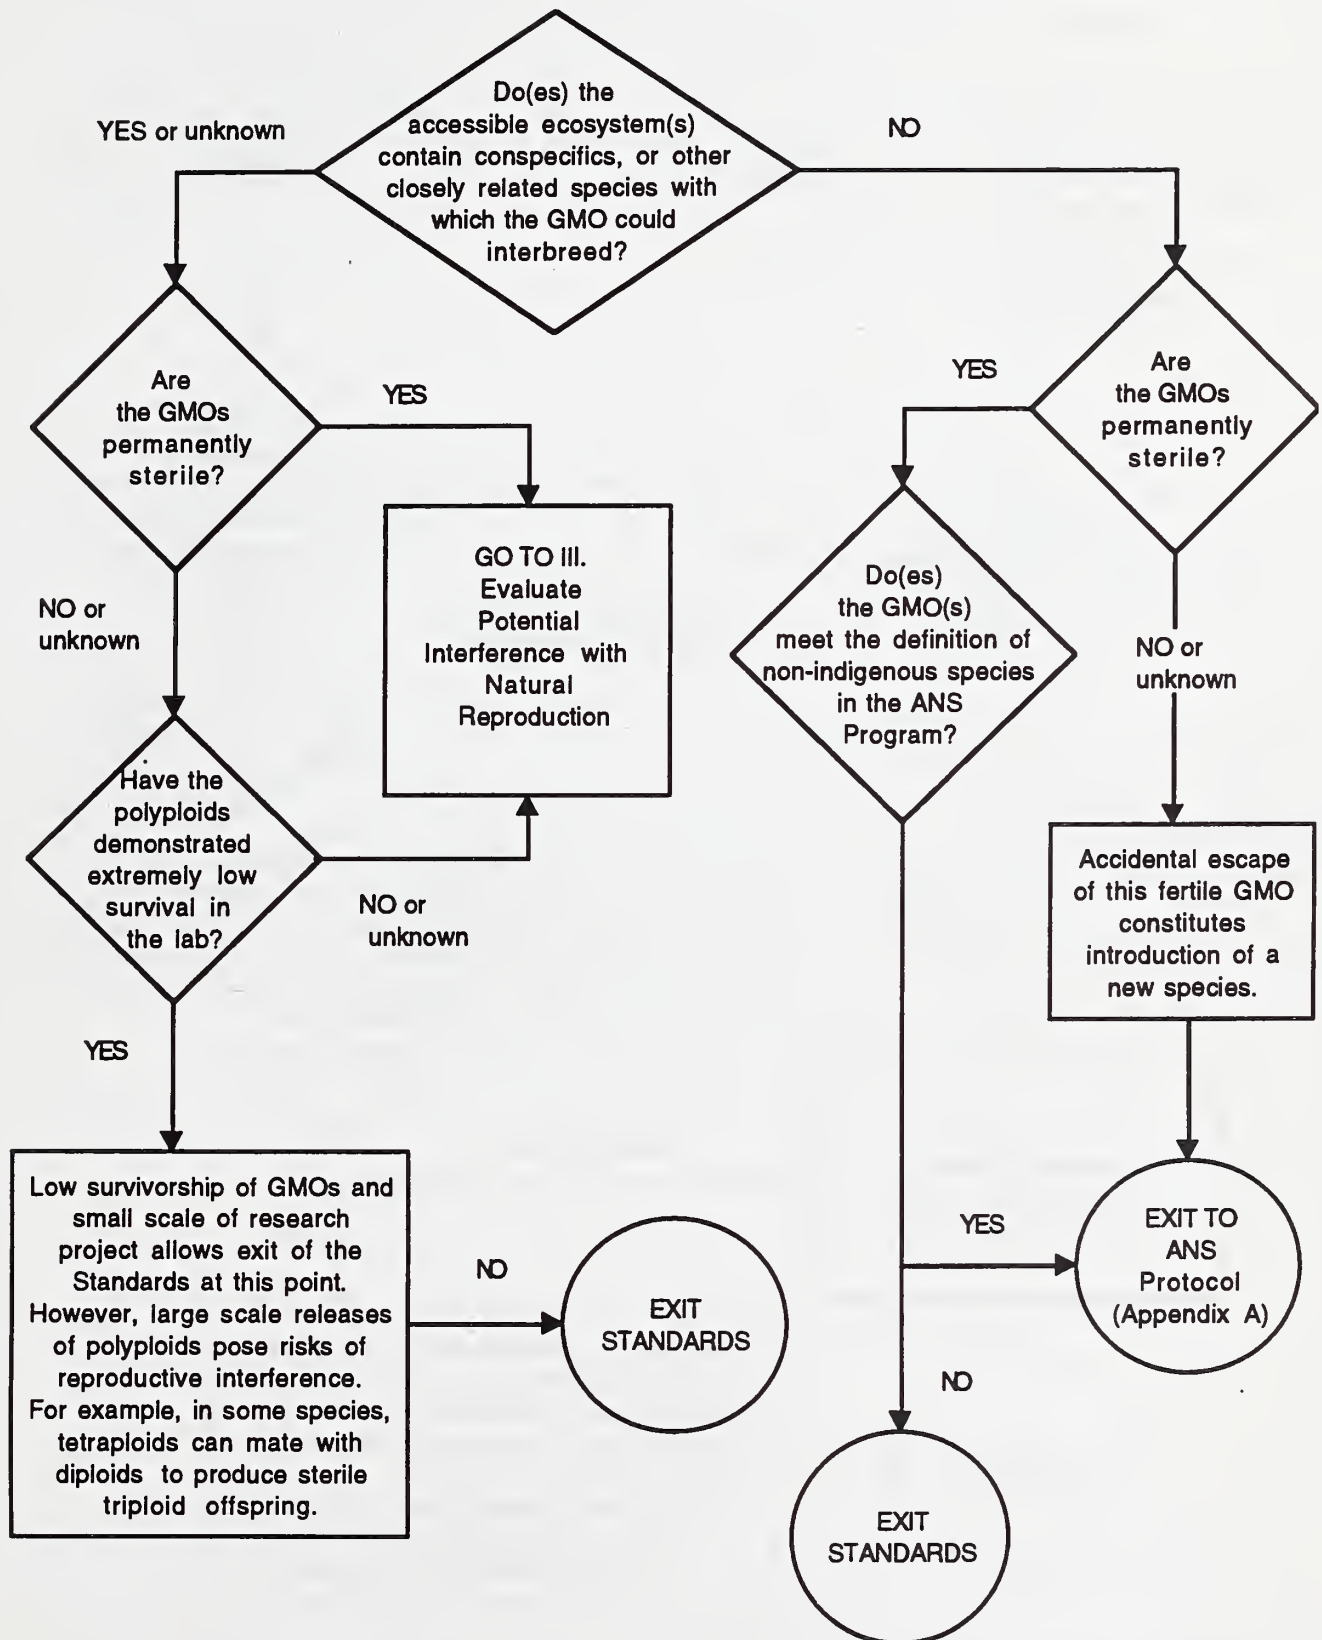 Do(es) the
accessible ecosystem(s)
contain conspecifics, or other
closely related species with
which the GMO could
interbreed?
YES or unknown
NO
Are
the GMOs
permanently
sterile?
YES
NO or
unknown
GO TO III.
Evaluate
Potential
Interference with
Natural
Reproduction
Have the
polyploids
demonstrated
extremely low
survival in
the lab?
NO or
unknown
YES
Low survivorship of GMOs and
small scale of research
project allows exit of the
Standards at this point.
However, large scale releases
of polyploids pose risks of
reproductive interference.
For example, in some species,
tetraploids can mate with
diploids to produce sterile
triploid offspring.
NO
EXIT
STANDARDS
Are
the GMOs
permanently
sterile?
YES
NO or
unknown
Do(es)
the GMO(s)
meet the definition of
non-indigenous species
in the ANS
Program?
Accidental escape
of this fertile GMO
constitutes
introduction of a
new species.
YES
EXIT TO
ANS
Protocol
(Appendix A)
NO
EXIT
STANDARDS